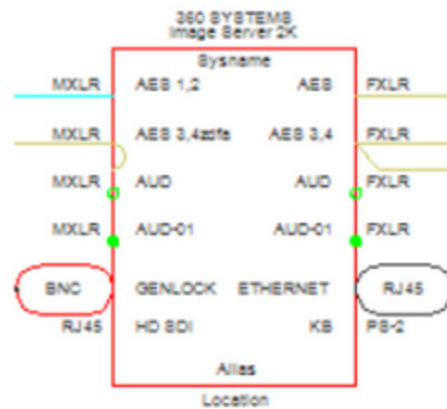 360 SYSTEMS
Image Server 2K
Sysname
MXLR AES 1,2 AES FXLR
MXLR AES 3,4zdfa AES 3,4 FXLR
MXLR AUD AUD FXLR
MXLR AUD-01 AUD-01 FXLR
BNC GENLOCK ETHERNET RJ45
RJ45 HD SDI KB PS-2
Alias
Location